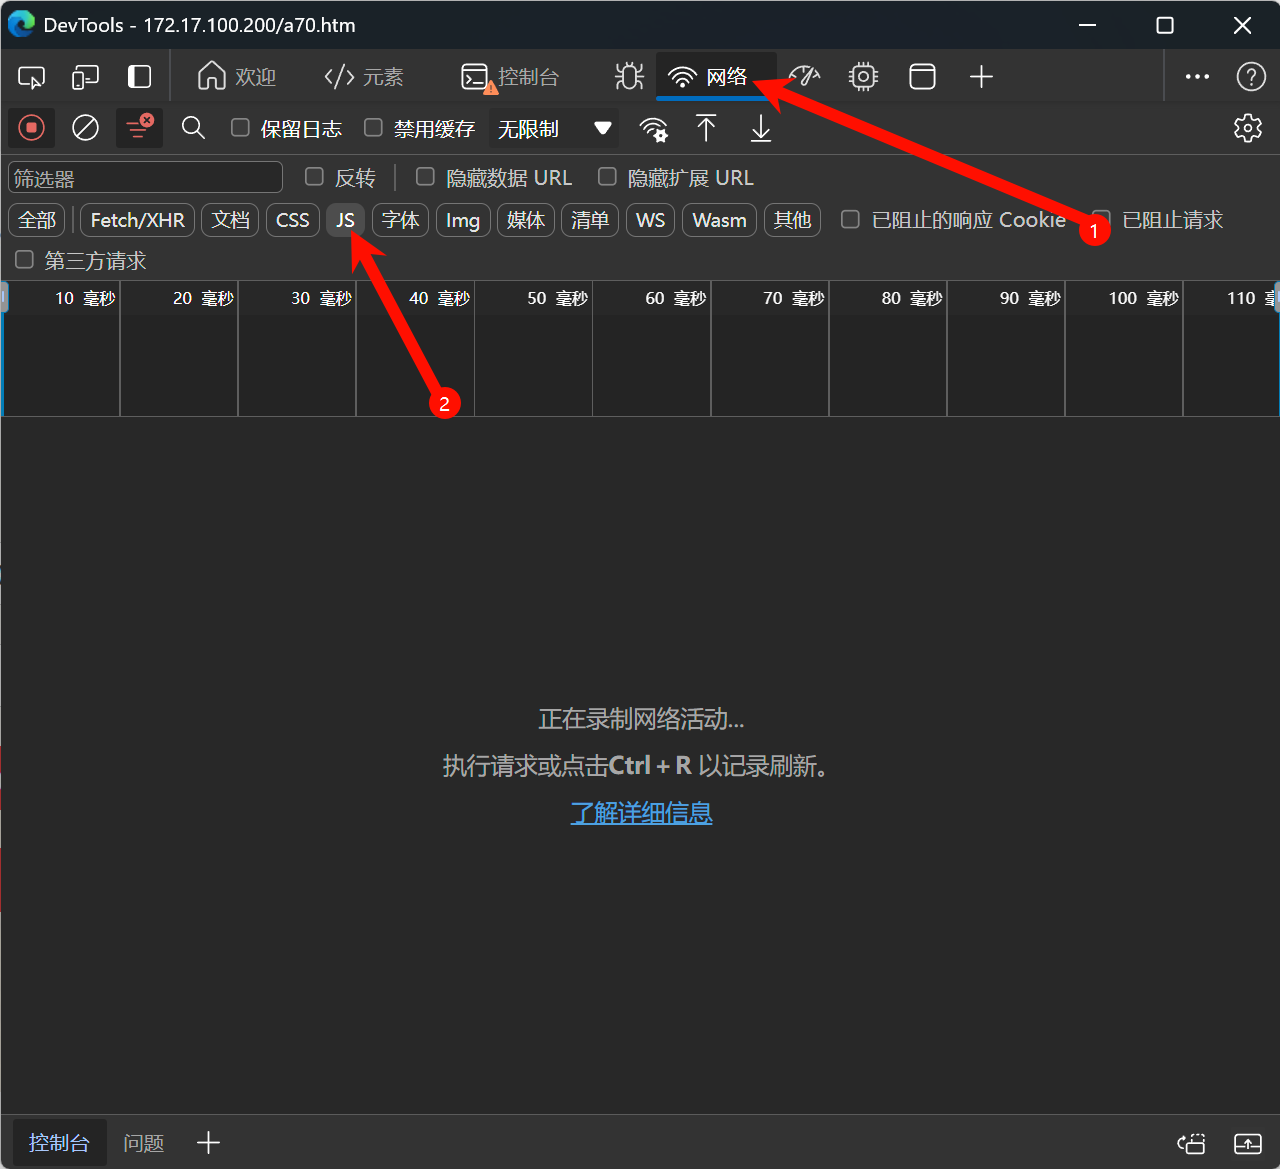 DevTools - 172.17.100.200/a70.htm
欢迎 元素 控制台 网络
保留日志 禁用缓存 无限制
筛选器 反转 隐藏数据 URL 隐藏扩展 URL
全部 Fetch/XHR 文档 CSS JS 字体 Img 媒体 清单 WS Wasm 其他 已阻止的响应 Cookie 1 已阻止请求
第三方请求
10 毫秒 20 毫秒 30 毫秒 40 毫秒 50 毫秒 60 毫秒 70 毫秒 80 毫秒 90 毫秒 100 毫秒 110
2
正在录制网络活动...
执行请求或点击Ctrl + R 以记录刷新。
了解详细信息
控制台 问题